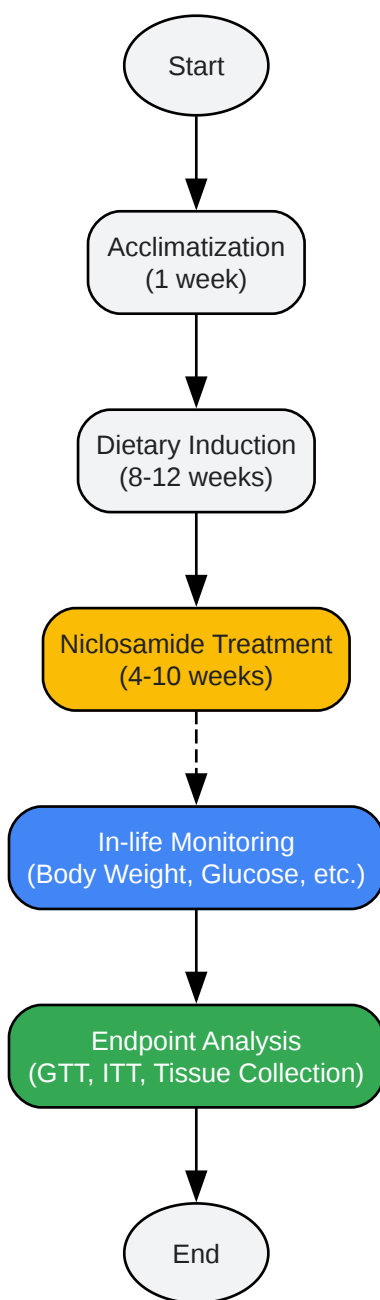 Start
Acclimatization
(1 week)
Dietary Induction
(8-12 weeks)
Niclosamide Treatment
(4-10 weeks)
In-life Monitoring
(Body Weight, Glucose, etc.)
Endpoint Analysis
(GTT, ITT, Tissue Collection)
End